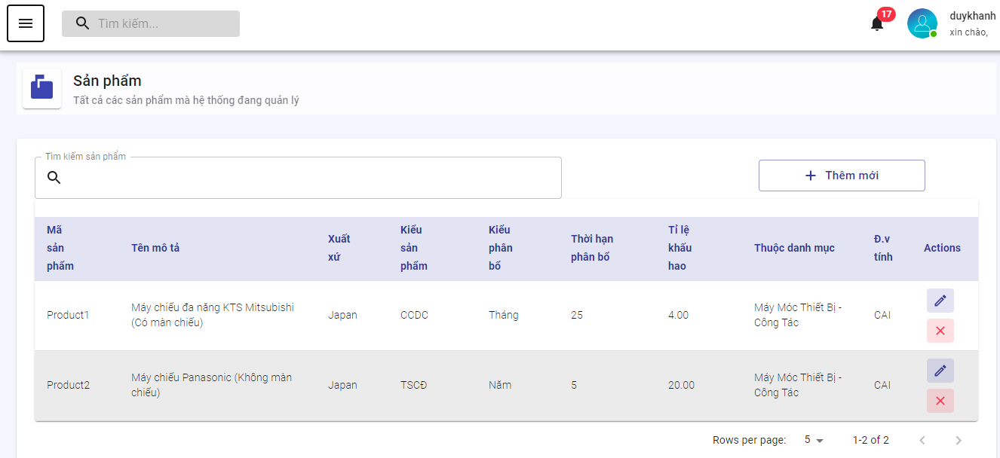 Tìm kiếm...
17
duykhanh
xin chào,
Sản phẩm
Tất cả các sản phẩm mà hệ thống đang quản lý
Tìm kiếm sản phẩm
Thêm mới
Mã sản phẩm
Tên mô tả
Xuất xứ
Kiểu sản phẩm
Kiểu phân bổ
Thời hạn phân bổ
Tỉ lệ khấu hao
Thuộc danh mục
Đ.v tính
Actions
Product1
Máy chiếu đa năng KTS Mitsubishi
(Có màn chiếu)
Japan
CCDC
Tháng
25
4.00
Máy Móc Thiết Bị -
Công Tác
CAI
Product2
Máy chiếu Panasonic (Không màn
chiếu)
Japan
TSCĐ
Năm
5
20.00
Máy Móc Thiết Bị -
Công Tác
CAI
Rows per page: 5 1-2 of 2